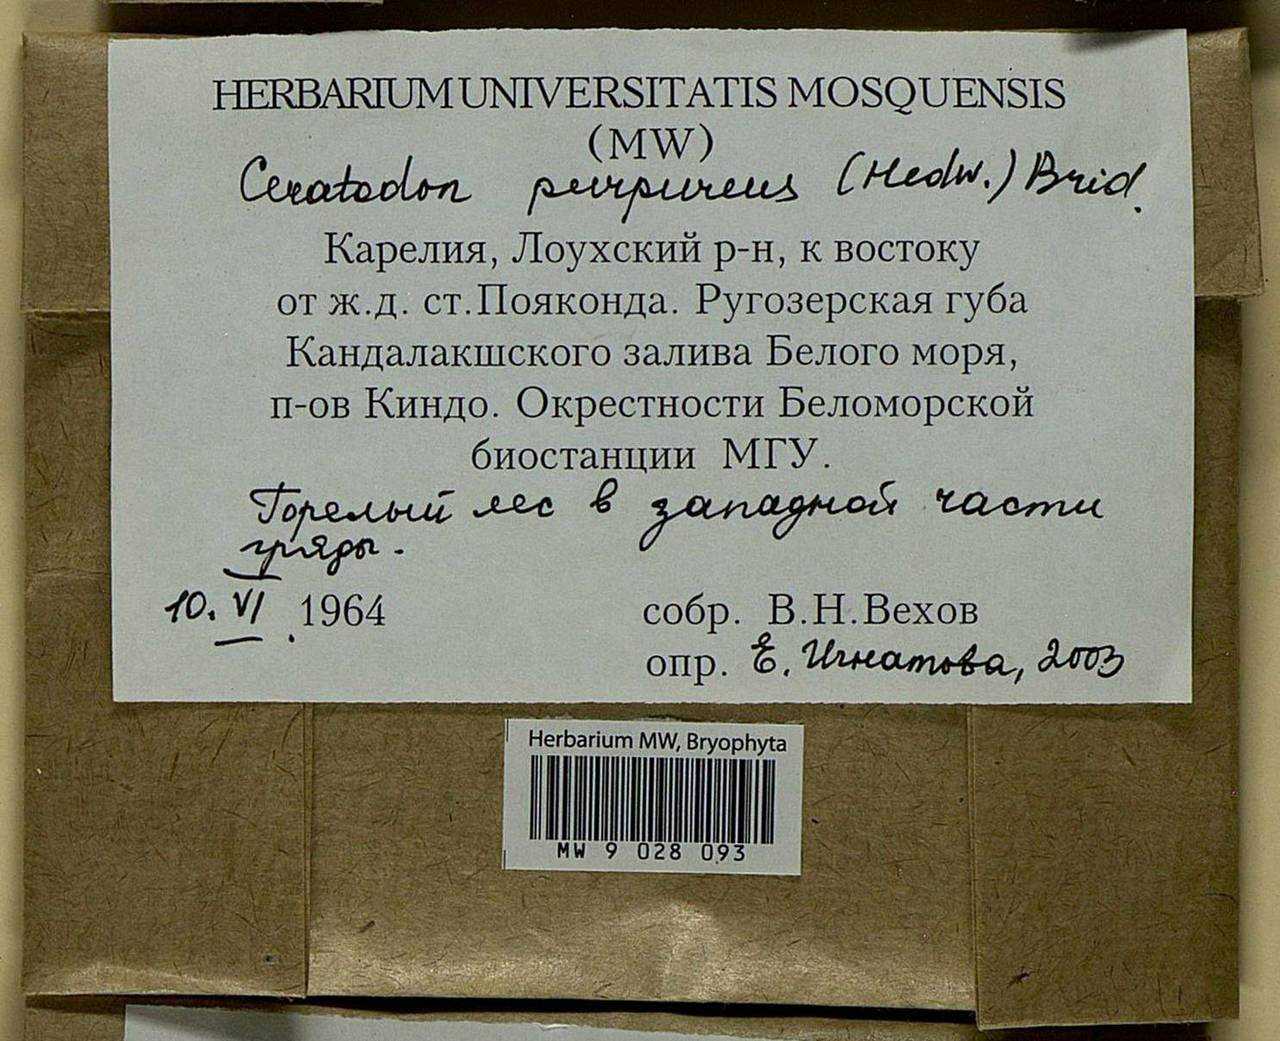 HERBARIUM UNIVERSITATIS MOSQUENSIS
(MW)
Ceratodon purpureus (Hedw.) Brid.
Карелия, Лоухский р-н, к востоку
от ж.д. ст.Пояконда. Ругозерская губа
Кандалакшского залива Белого моря,
п-ов Киндо. Окрестности Беломорской
биостанции МГУ.
Горелый лес в западной части
гряды.
10. VI .1964
собр. В.Н.Вехов
опр. Е. Игнатова, 2003
Herbarium MW, Bryophyta
MW 9 028 093